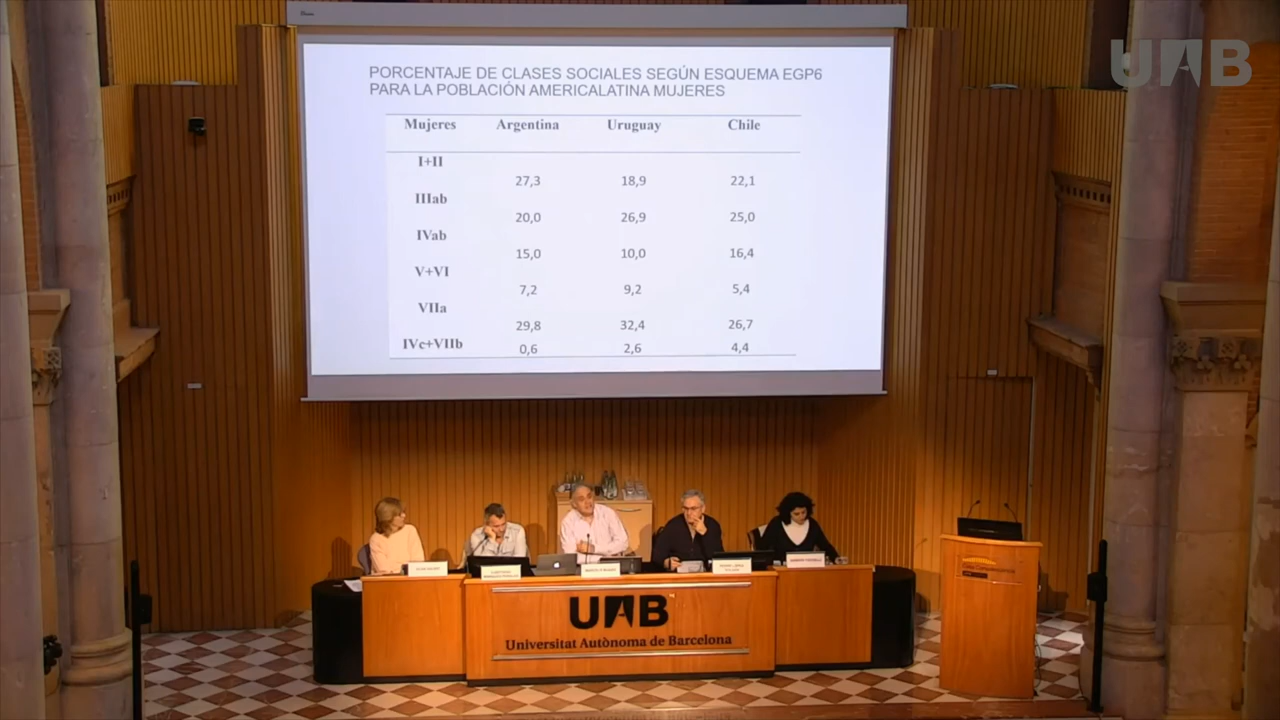 UAB
PORCENTAJE DE CLASES SOCIALES SEGÚN ESQUEMA EGP6
PARA LA POBLACIÓN AMERICALATINA MUJERES
Mujeres Argentina Uruguay Chile
I+II
27,3 18,9 22,1
IIIab
20,0 26,9 25,0
IVab
15,0 10,0 16,4
V+VI
7,2 9,2 5,4
VIIa
29,8 32,4 26,7
IVc+VIIb
0,6 2,6 4,4
UAB
Universitat Autònoma de Barcelona